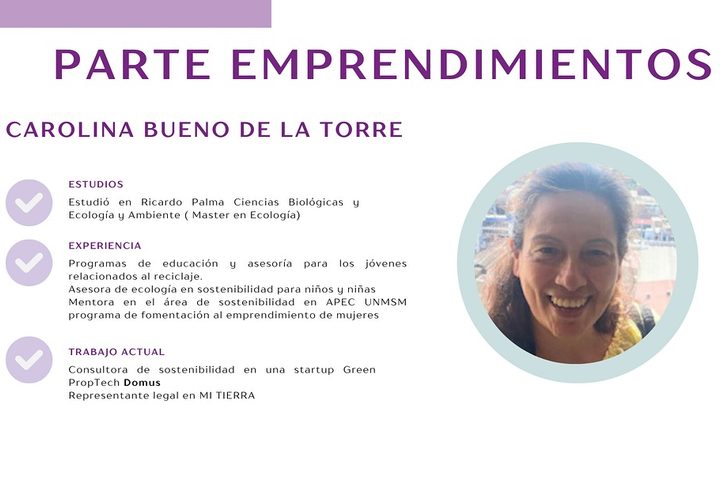 PARTE EMPRENDIMIENTOS
CAROLINA BUENO DE LA TORRE
ESTUDIOS
Estudió en Ricardo Palma Ciencias Biológicas y
Ecología y Ambiente ( Master en Ecología)
EXPERIENCIA
Programas de educación y asesoría para los jóvenes
relacionados al reciclaje.
Asesora de ecología en sostenibilidad para niños y niñas
Mentora en el área de sostenibilidad en APEC UNMSM
programa de fomentación al emprendimiento de mujeres
TRABAJO ACTUAL
Consultora de sostenibilidad en una startup Green
PropTech Domus
Representante legal en MI TIERRA